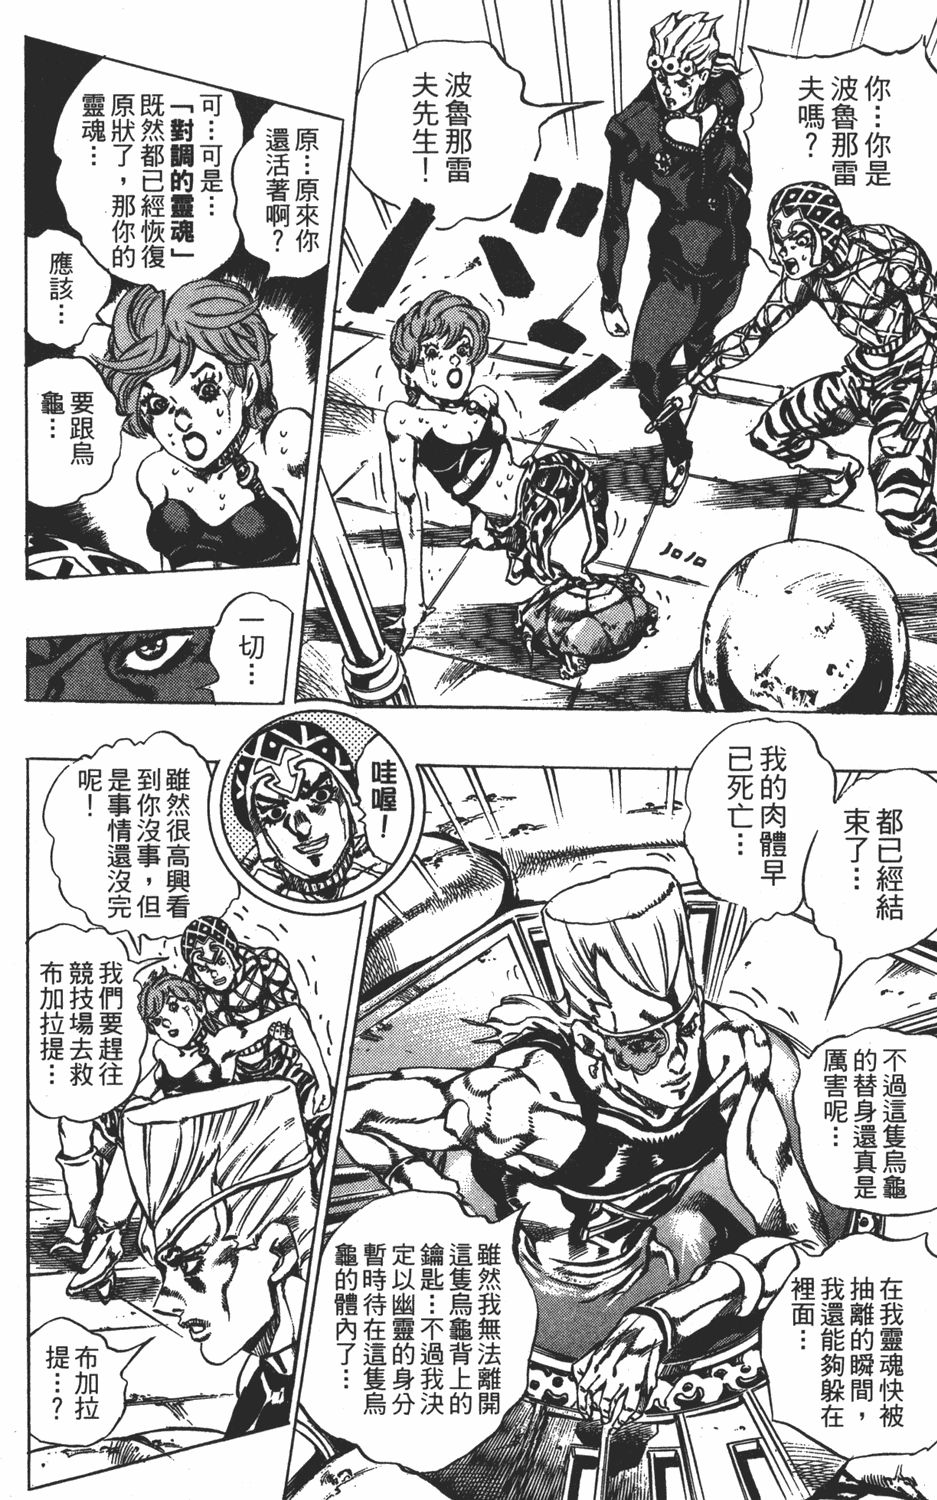 你…你是
波魯那雷
夫嗎？
波魯那雷
夫先生！
バン
JOJO
原…原來你
還活著啊？
可…可是…
「對調的靈魂」
既然都已經恢復
原狀了，那你的
靈魂…
應該…
要跟烏
龜…
一切…
都已經結
束了…
我的肉體早
已死亡…
不過這隻烏龜
的替身還真是
厲害呢…
在我靈魂快被
抽離的瞬間，
我還能夠躲在
裡面…
雖然我無法離開
這隻烏龜背上的
鑰匙…不過我決
定以幽靈的身分
暫時待在這隻烏
龜的體內了…
哇喔！
雖然很高興看
到你沒事，但
是事情還沒完
呢！
我們要趕往
競技場去救
布加拉提…
布加拉
提…？